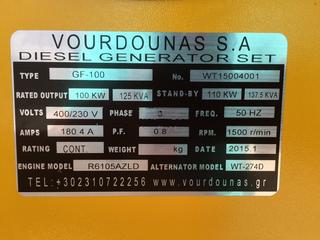 VOURDOUNAS S.A
DIESEL GENERATOR SET
TYPE GF-100 No. WT15004001
RATED OUTPUT 100 KW 125 KVA STAND-BY 110 KW 137.5 KVA
VOLTS 400/230 V PHASE 3 FREQ. 50 HZ
AMPS 180.4 A P.F. 0.8 RPM. 1500 r/min
RATING CONT. WEIGHT kg DATE 2015.1
ENGINE MODEL R6105AZLD ALTERNATOR MODEL WT-274D
TEL:+302310722256 www.vourdounas.gr